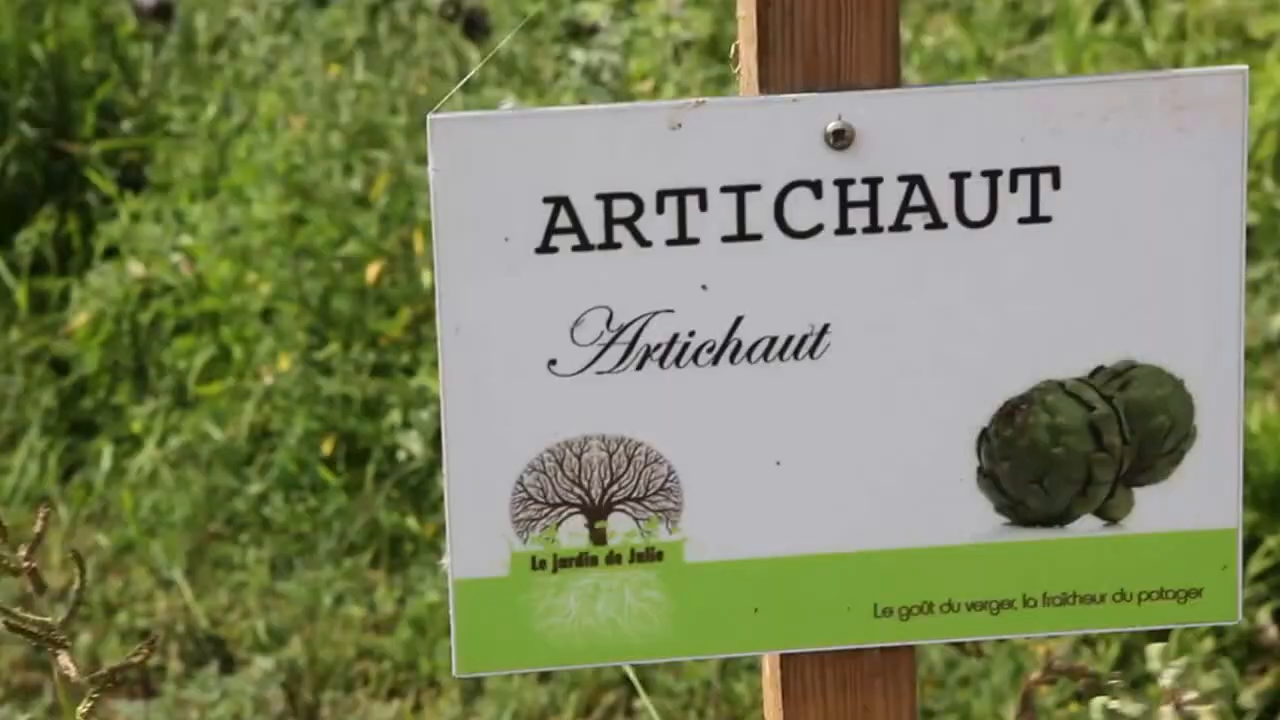 ARTICHAUT
Artichaut
Le jardin de Julie
Le goût du verger, la fraîcheur du potager